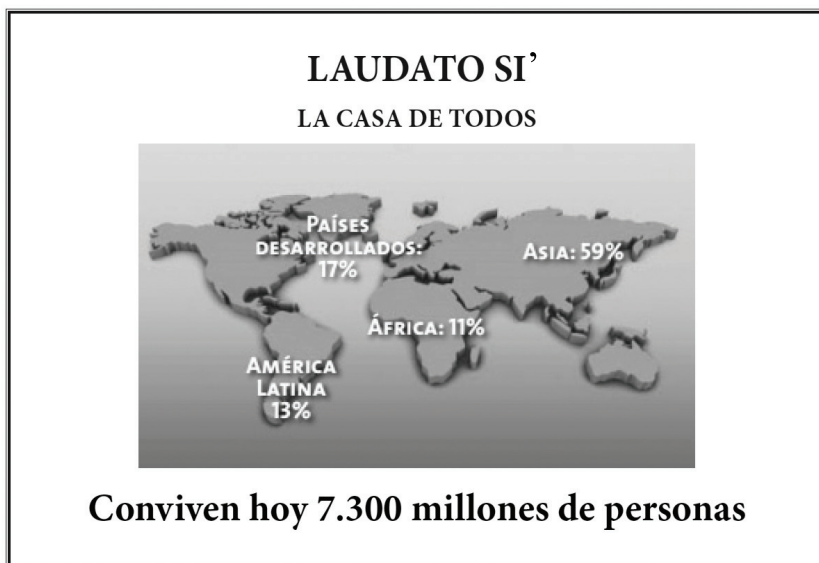 LAUDATO SI’
LA CASA DE TODOS
PAÍSES
DESARROLLADOS:
17%
ASIA: 59%
ÁFRICA: 11%
AMÉRICA
LATINA
13%
Conviven hoy 7.300 millones de personas